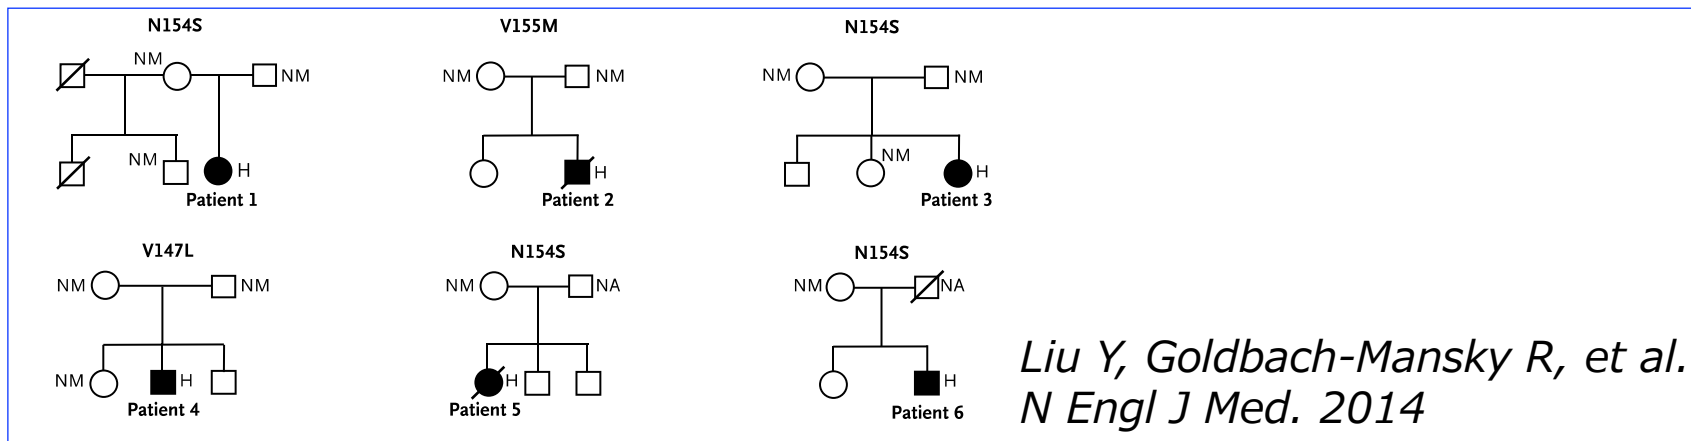 N154S
NM
NM
NM
H
Patient 1
V155M
NM
NM
H
Patient 2
N154S
NM
NM
NM
H
Patient 3
V147L
NM
NM
NM
H
Patient 4
N154S
NM
NA
H
Patient 5
N154S
NM
NA
H
Patient 6
Liu Y, Goldbach-Mansky R, et al.
N Engl J Med. 2014